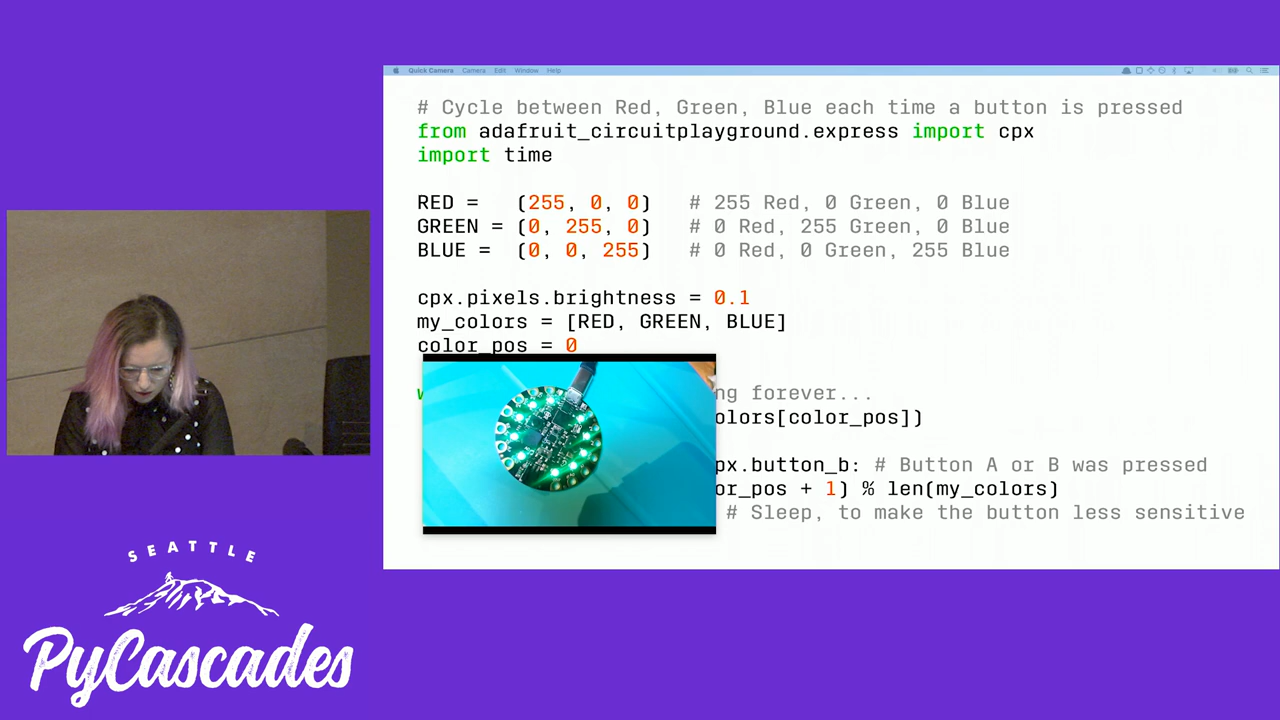 Quick Camera Camera Edit Window Help
# Cycle between Red, Green, Blue each time a button is pressed
from adafruit_circuitplayground.express import cpx
import time
RED =   (255, 0, 0)   # 255 Red, 0 Green, 0 Blue
GREEN = (0, 255, 0)   # 0 Red, 255 Green, 0 Blue
BLUE =  (0, 0, 255)   # 0 Red, 0 Green, 255 Blue
cpx.pixels.brightness = 0.1
my_colors = [RED, GREEN, BLUE]
color_pos = 0
ng forever...
olors[color_pos])
px.button_b: # Button A or B was pressed
or_pos + 1) % len(my_colors)
# Sleep, to make the button less sensitive
SEATTLE
PyCascades